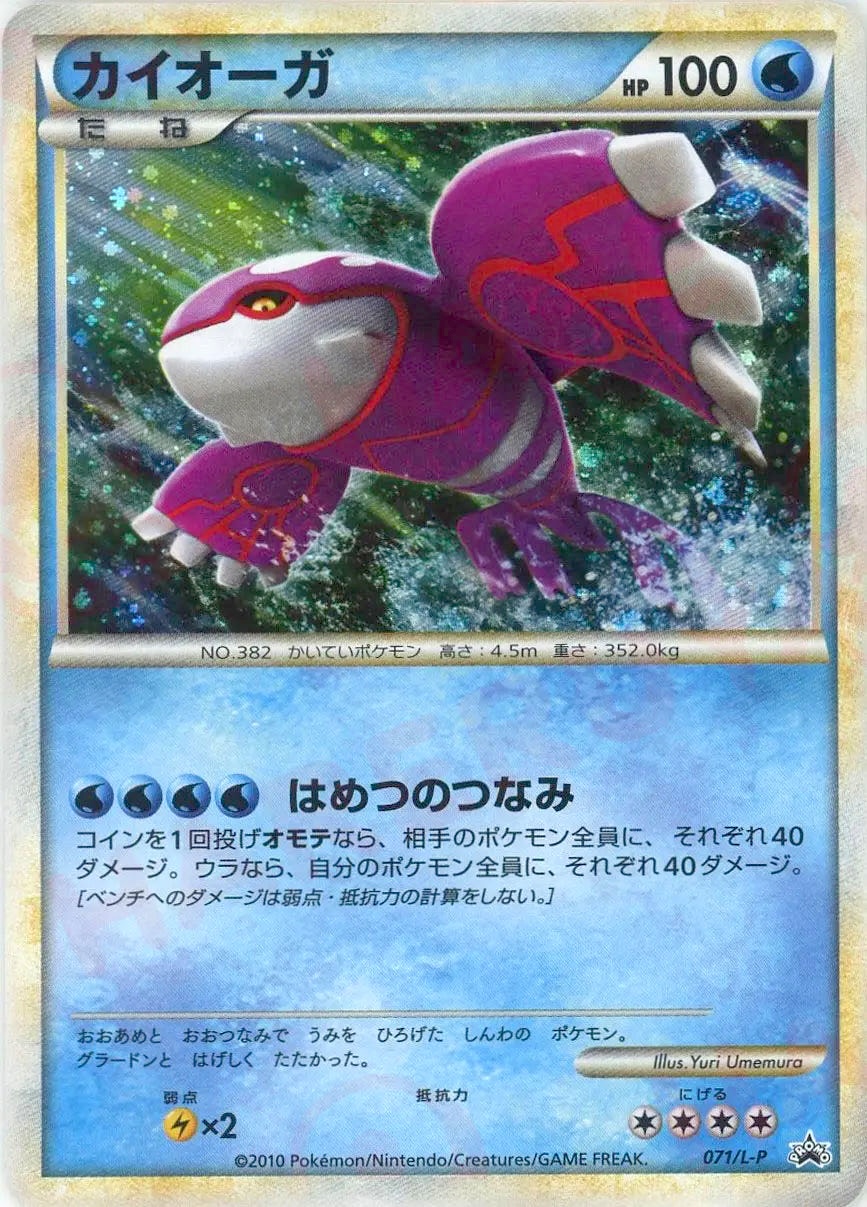 カイオーガ
HP 100
たね
NO.382 かいていポケモン 高さ：4.5m 重さ：352.0kg
はめつのつなみ
コインを1回投げオモテなら、相手のポケモン全員に、それぞれ40
ダメージ。ウラなら、自分のポケモン全員に、それぞれ40ダメージ。
[ベンチへのダメージは弱点・抵抗力の計算をしない。]
おおあめと おおつなみで うみを ひろげた しんわの ポケモン。
グラードンと はげしく たたかった。
Illus. Yuri Umemura
弱点 抵抗力 にげる
×2
©2010 Pokémon/Nintendo/Creatures/GAME FREAK.
071/L-P
PROMO